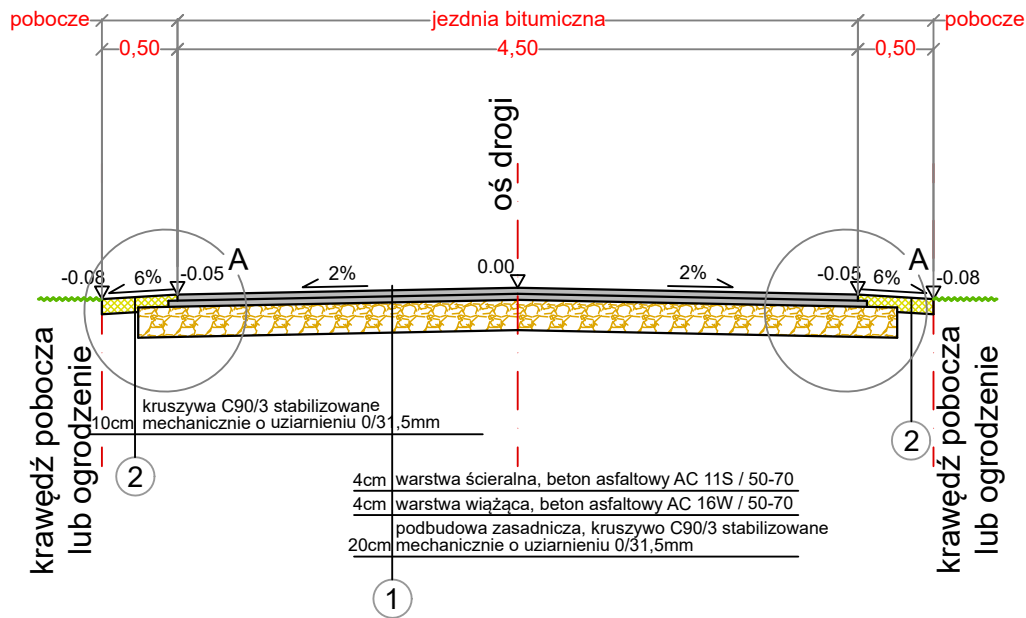 pobocze
jezdnia bitumiczna
pobocze
0,50
4,50
0,50
oś drogi
A
A
-0.08
6%
-0.05
2%
0.00
2%
-0.05
6%
-0.08
krawędź pobocza
lub ogrodzenie
kruszywa C90/3 stabilizowane
10cm mechanicznie o uziarnieniu 0/31,5mm
2
2
krawędź pobocza
lub ogrodzenie
4cm warstwa ścieralna, beton asfaltowy AC 11S / 50-70
4cm warstwa wiążąca, beton asfaltowy AC 16W / 50-70
podbudowa zasadnicza, kruszywo C90/3 stabilizowane
20cm mechanicznie o uziarnieniu 0/31,5mm
1